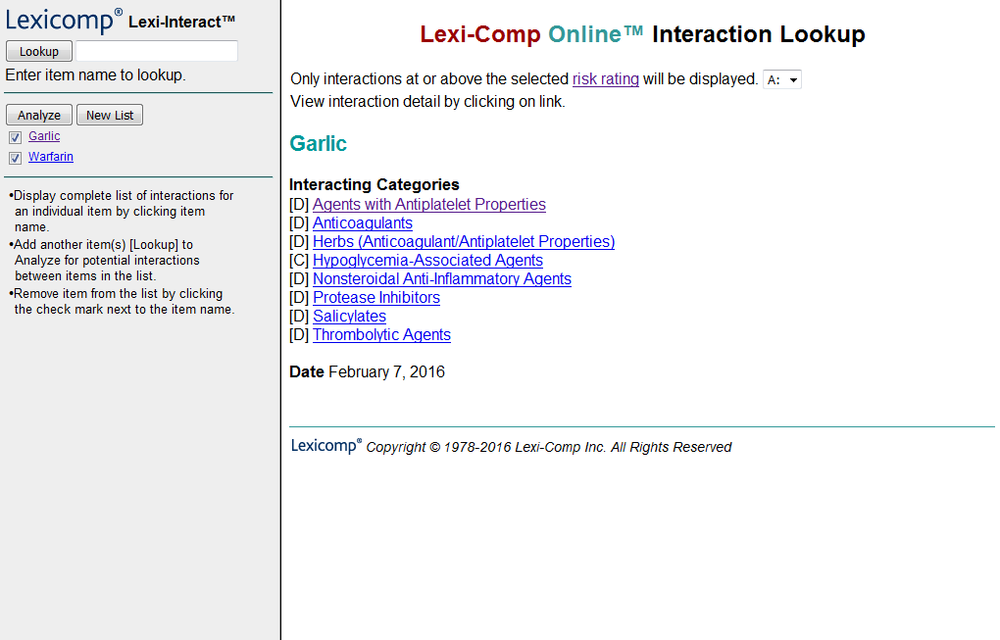 Lexicomp® Lexi-Interact™
Lookup
Enter item name to lookup.
Analyze New List
Garlic
Warfarin
•Display complete list of interactions for
an individual item by clicking item
name.
•Add another item(s) [Lookup] to
Analyze for potential interactions
between items in the list.
•Remove item from the list by clicking
the check mark next to the item name.
Lexi-Comp Online™ Interaction Lookup
Only interactions at or above the selected risk rating will be displayed. A:
View interaction detail by clicking on link.
Garlic
Interacting Categories
[D] Agents with Antiplatelet Properties
[D] Anticoagulants
[D] Herbs (Anticoagulant/Antiplatelet Properties)
[C] Hypoglycemia-Associated Agents
[D] Nonsteroidal Anti-Inflammatory Agents
[D] Protease Inhibitors
[D] Salicylates
[D] Thrombolytic Agents
Date February 7, 2016
Lexicomp® Copyright © 1978-2016 Lexi-Comp Inc. All Rights Reserved